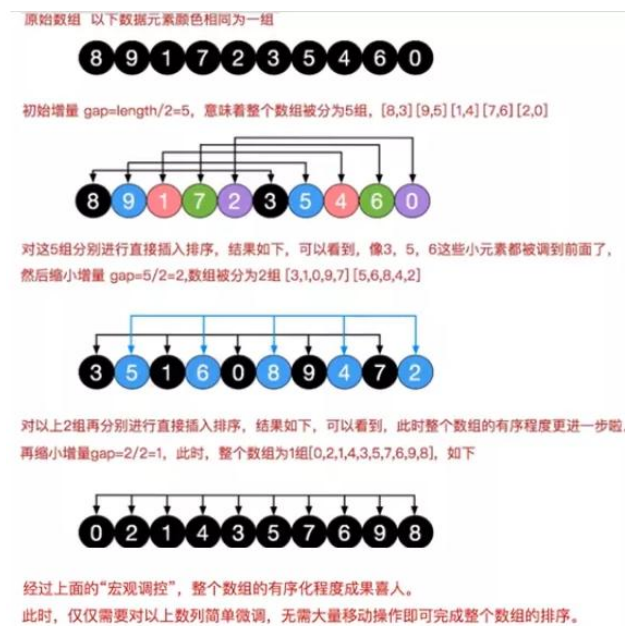 原始数组 以下数据元素颜色相同为一组
8 9 1 7 2 3 5 4 6 0
初始增量 gap=length/2=5，意味着整个数组被分为5组，[8,3] [9,5] [1,4] [7,6] [2,0]
8 9 1 7 2 3 5 4 6 0
对这5组分别进行直接插入排序，结果如下，可以看到，像3，5，6这些小元素都被调到前面了，
然后缩小增量 gap=5/2=2,数组被分为2组 [3,1,0,9,7] [5,6,8,4,2]
3 5 1 6 0 8 9 4 7 2
对以上2组再分别进行直接插入排序，结果如下，可以看到，此时整个数组的有序程度更进一步啦
再缩小增量gap=2/2=1，此时，整个数组为1组[0,2,1,4,3,5,7,6,9,8]，如下
0 2 1 4 3 5 7 6 9 8
经过上面的“宏观调控”，整个数组的有序化程度成果喜人。
此时，仅仅需要对以上数列简单微调，无需大量移动操作即可完成整个数组的排序。